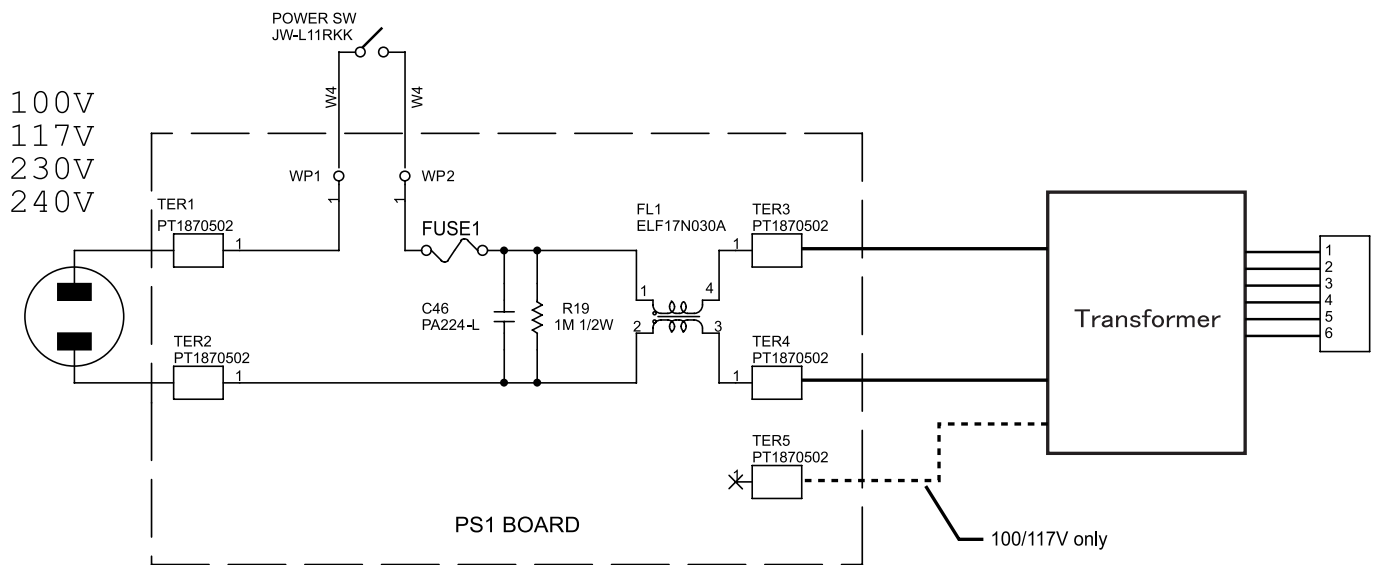 POWER SW
JW-L11RKK
W4
W4
100V
117V
230V
240V
WP1
WP2
1
1
TER1
PT1870502
1
FUSE1
FL1
ELF17N030A
TER3
PT1870502
1
1
4
C46
PA224-L
R19
1M 1/2W
2
3
TER2
PT1870502
1
TER4
PT1870502
1
Transformer
1
2
3
4
5
6
TER5
PT1870502
1
PS1 BOARD
100/117V only